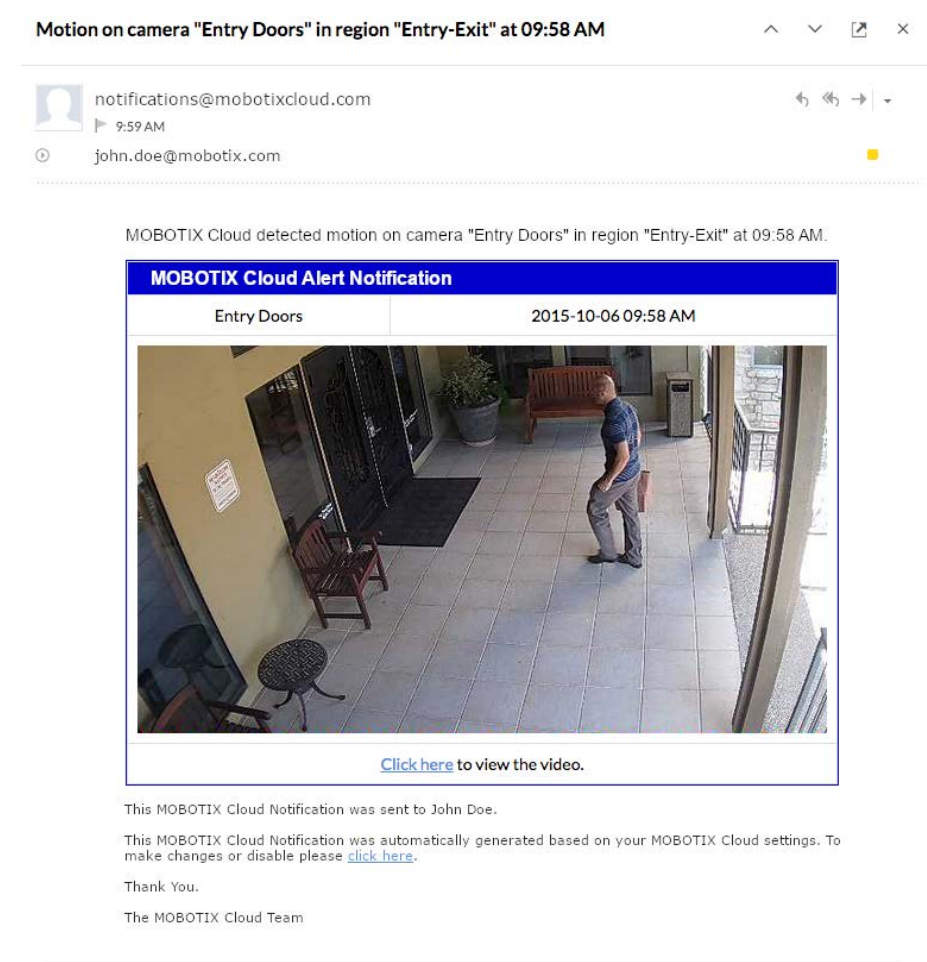 Motion on camera "Entry Doors" in region "Entry-Exit" at 09:58 AM
notifications@mobotixcloud.com
9:59 AM
john.doe@mobotix.com
MOBOTIX Cloud detected motion on camera "Entry Doors" in region "Entry-Exit" at 09:58 AM.
MOBOTIX Cloud Alert Notification
Entry Doors
2015-10-06 09:58 AM
Click here to view the video.
This MOBOTIX Cloud Notification was sent to John Doe.
This MOBOTIX Cloud Notification was automatically generated based on your MOBOTIX Cloud settings. To
make changes or disable please click here.
Thank You.
The MOBOTIX Cloud Team